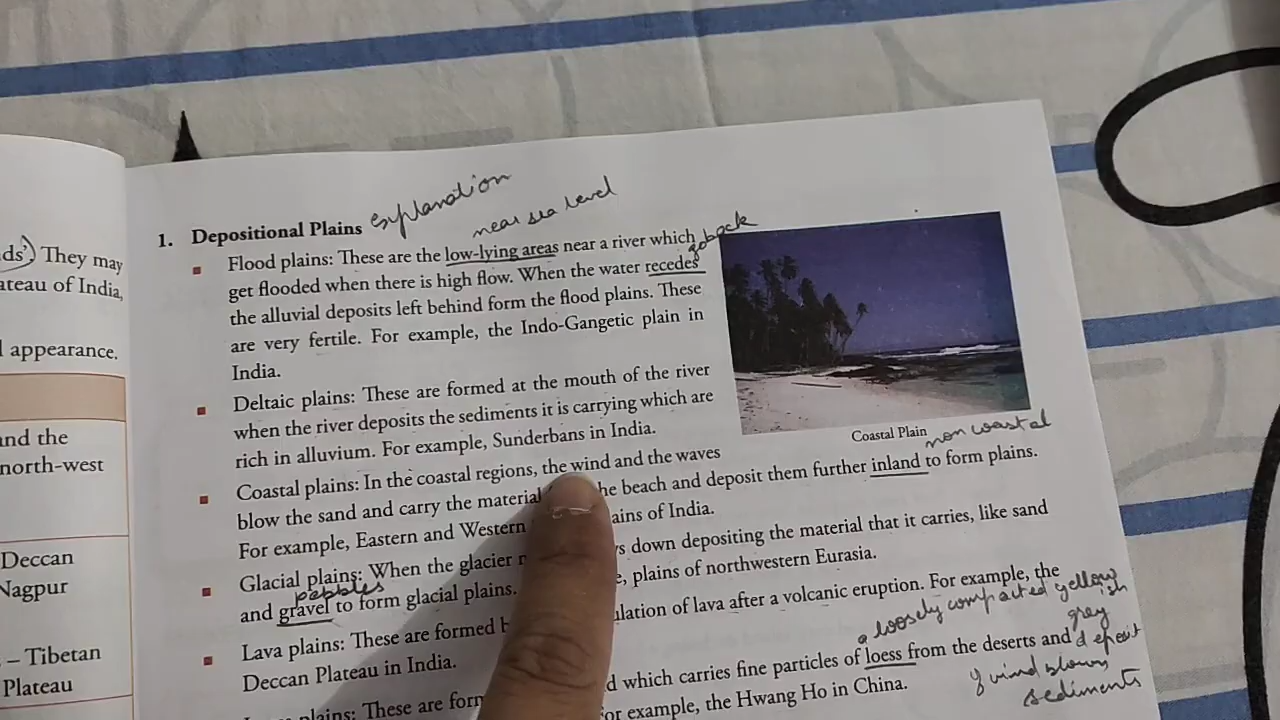 ds') They may
ateau of India,
l appearance.
nd the
north-west
Deccan
Nagpur
– Tibetan
Plateau
1. Depositional Plains explanation
near sea level
Flood plains: These are the low-lying areas near a river which
go back
get flooded when there is high flow. When the water recedes
the alluvial deposits left behind form the flood plains. These
are very fertile. For example, the Indo-Gangetic plain in
India.
Deltaic plains: These are formed at the mouth of the river
when the river deposits the sediments it is carrying which are
rich in alluvium. For example, Sunderbans in India.
Coastal Plain
non coastal
Coastal plains: In the coastal regions, the wind and the waves
blow the sand and carry the material he beach and deposit them further inland to form plains.
For example, Eastern and Western ains of India.
Glacial plains: When the glacier s down depositing the material that it carries, like sand
pebbles
and gravel to form glacial plains. e, plains of northwestern Eurasia.
Lava plains: These are formed b ulation of lava after a volcanic eruption. For example, the
Deccan Plateau in India.
a loosely compacted yellowish
grey
plains: These are form d which carries fine particles of loess from the deserts and
deposit
or example, the Hwang Ho in China.
of wind blown
sediments